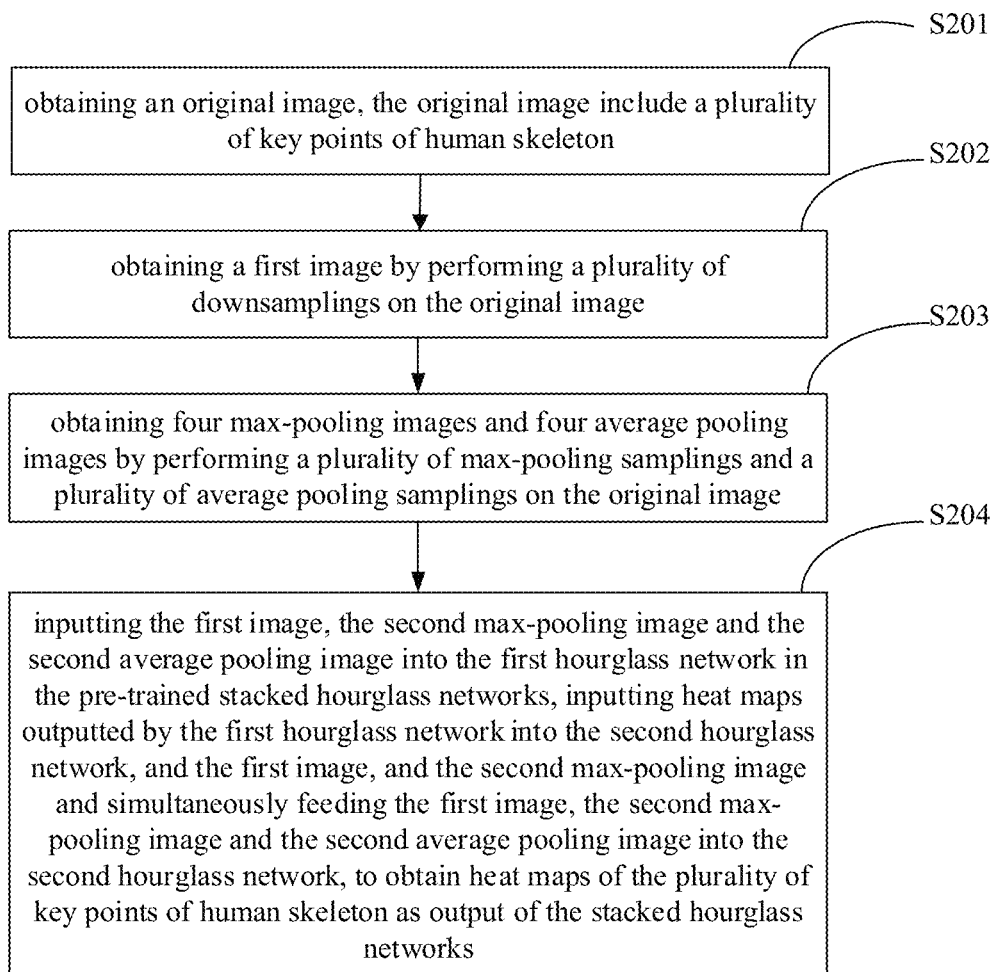 S201
obtaining an original image, the original image include a plurality
of key points of human skeleton
S202
obtaining a first image by performing a plurality of
downsamplings on the original image
S203
obtaining four max-pooling images and four average pooling
images by performing a plurality of max-pooling samplings and a
plurality of average pooling samplings on the original image
S204
inputting the first image, the second max-pooling image and the
second average pooling image into the first hourglass network in
the pre-trained stacked hourglass networks, inputting heat maps
outputted by the first hourglass network into the second hourglass
network, and the first image, and the second max-pooling image
and simultaneously feeding the first image, the second max-
pooling image and the second average pooling image into the
second hourglass network, to obtain heat maps of the plurality of
key points of human skeleton as output of the stacked hourglass
networks